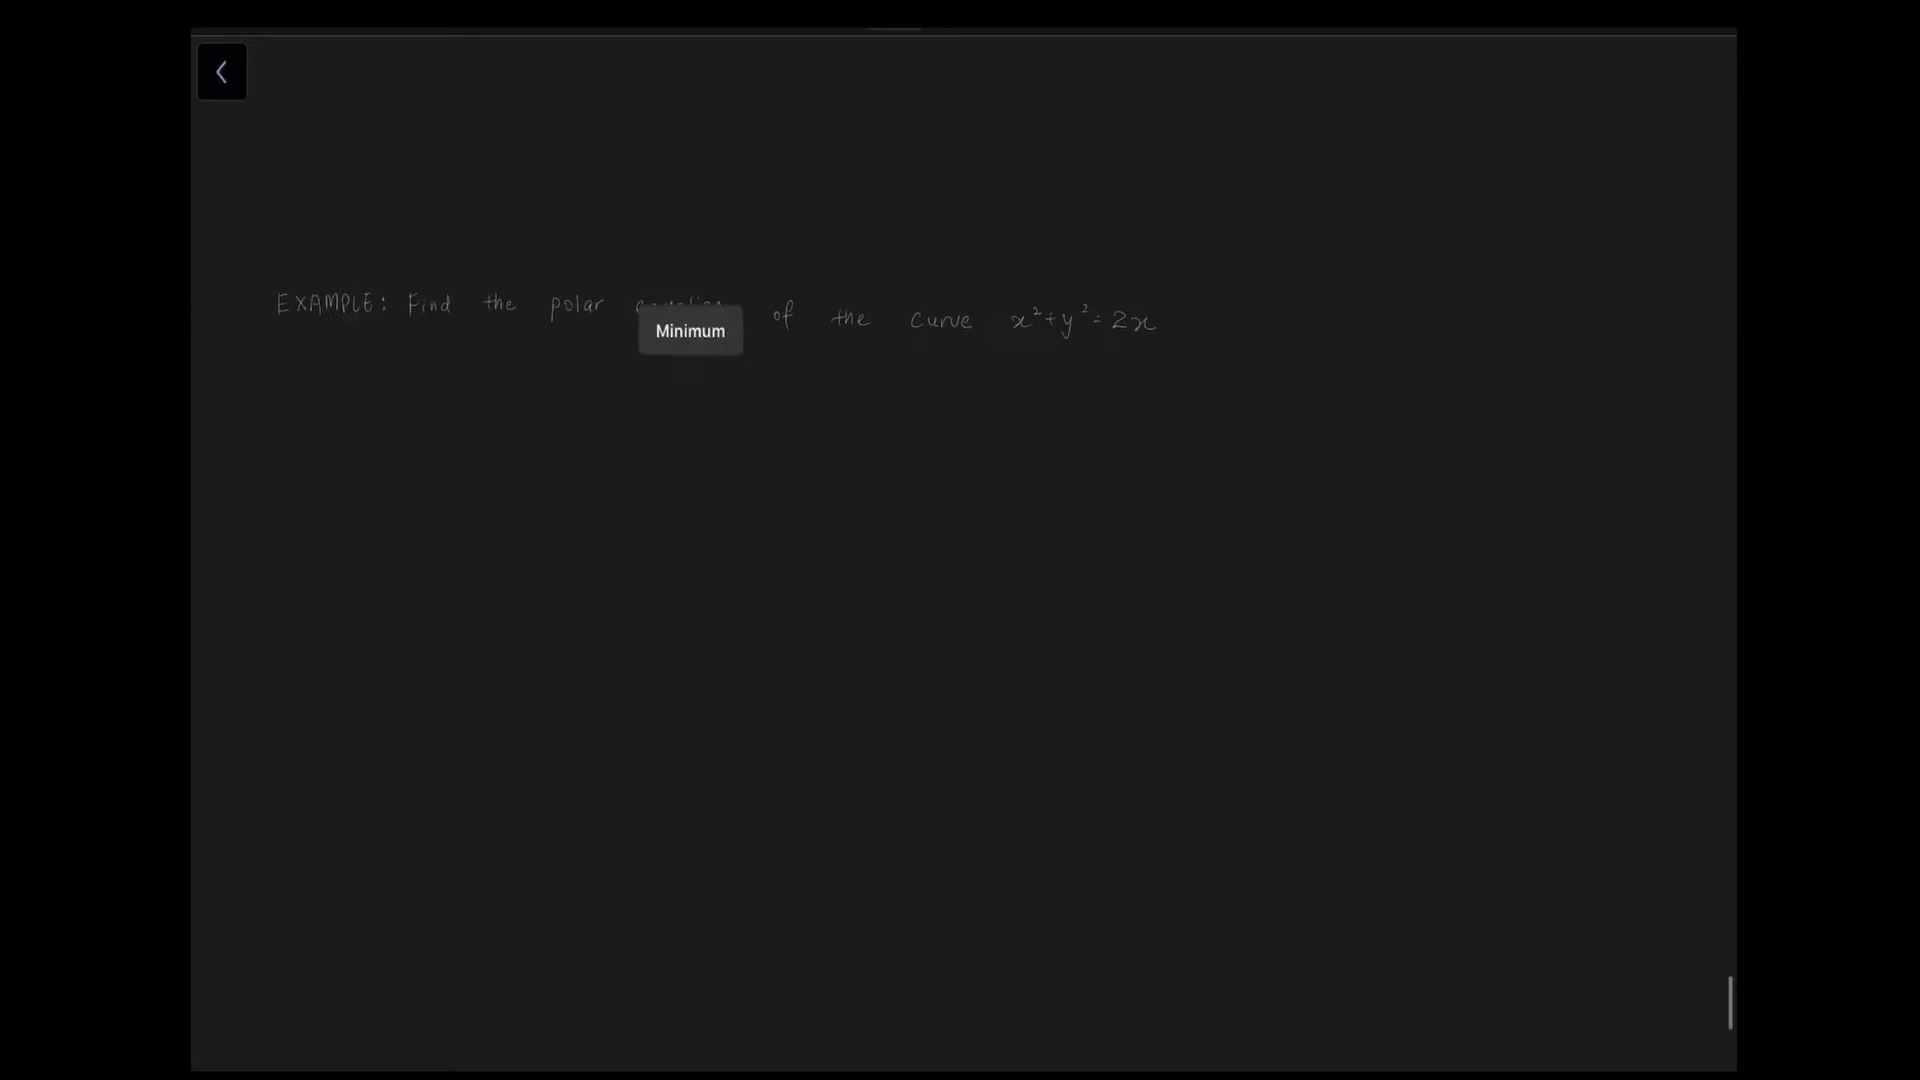 EXAMPLE: Find the polar of the curve x²+y²= 2x
Minimum